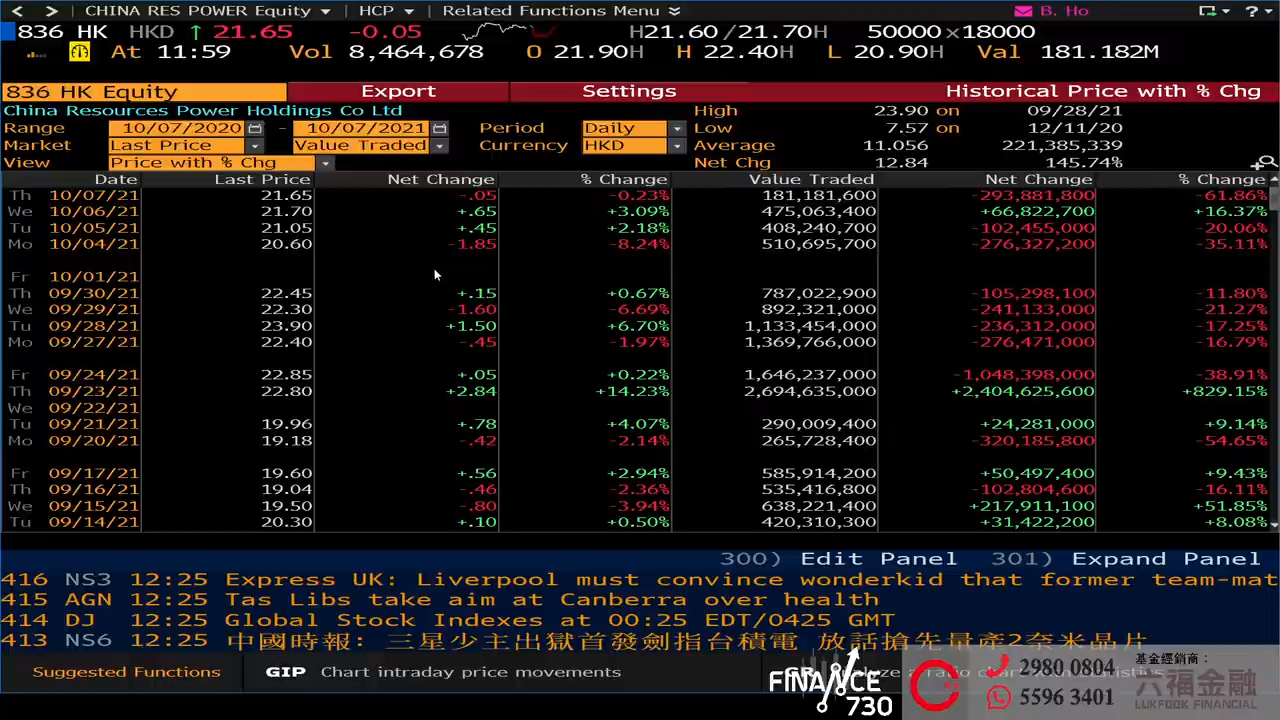 < > CHINA RES POWER Equity HCP Related Functions Menu B. Ho
836 HK HKD ↑ 21.65 -0.05 H21.60/21.70H 50000×18000
At 11:59 Vol 8,464,678 O 21.90H H 22.40H L 20.90H Val 181.182M
836 HK Equity Export Settings Historical Price with % Chg
China Resources Power Holdings Co Ltd High 23.90 on 09/28/21
Range 10/07/2020 - 10/07/2021 Period Daily Low 7.57 on 12/11/20
Market Last Price Value Traded Currency HKD Average 11.056 221,385,339
View Price with % Chg Net Chg 12.84 145.74%
Date Last Price Net Change % Change Value Traded Net Change % Change
Th 10/07/21 21.65 -.05 -0.23% 181,181,600 -293,881,800 -61.86%
We 10/06/21 21.70 +.65 +3.09% 475,063,400 +66,822,700 +16.37%
Tu 10/05/21 21.05 +.45 +2.18% 408,240,700 -102,455,000 -20.06%
Mo 10/04/21 20.60 -1.85 -8.24% 510,695,700 -276,327,200 -35.11%
Fr 10/01/21
Th 09/30/21 22.45 +.15 +0.67% 787,022,900 -105,298,100 -11.80%
We 09/29/21 22.30 -1.60 -6.69% 892,321,000 -241,133,000 -21.27%
Tu 09/28/21 23.90 +1.50 +6.70% 1,133,454,000 -236,312,000 -17.25%
Mo 09/27/21 22.40 -.45 -1.97% 1,369,766,000 -276,471,000 -16.79%
Fr 09/24/21 22.85 +.05 +0.22% 1,646,237,000 -1,048,398,000 -38.91%
Th 09/23/21 22.80 +2.84 +14.23% 2,694,635,000 +2,404,625,600 +829.15%
We 09/22/21
Tu 09/21/21 19.96 +.78 +4.07% 290,009,400 +24,281,000 +9.14%
Mo 09/20/21 19.18 -.42 -2.14% 265,728,400 -320,185,800 -54.65%
Fr 09/17/21 19.60 +.56 +2.94% 585,914,200 +50,497,400 +9.43%
Th 09/16/21 19.04 -.46 -2.36% 535,416,800 -102,804,600 -16.11%
We 09/15/21 19.50 -.80 -3.94% 638,221,400 +217,911,100 +51.85%
Tu 09/14/21 20.30 +.10 +0.50% 420,310,300 +31,422,200 +8.08%
300) Edit Panel 301) Expand Panel
416 NS3 12:25 Express UK: Liverpool must convince wonderkid that former team-mat
415 AGN 12:25 Tas Libs take aim at Canberra over health
414 DJ 12:25 Global Stock Indexes at 00:25 EDT/0425 GMT
413 NS6 12:25 中國時報: 三星少主出獄首發劍指台積電 放話搶先量產2奈米晶片
Suggested Functions GIP Chart intraday price movements
FINANCE 730
基金經銷商：
2980 0804
5596 3401
六福金融
LUKFOOK FINANCIAL